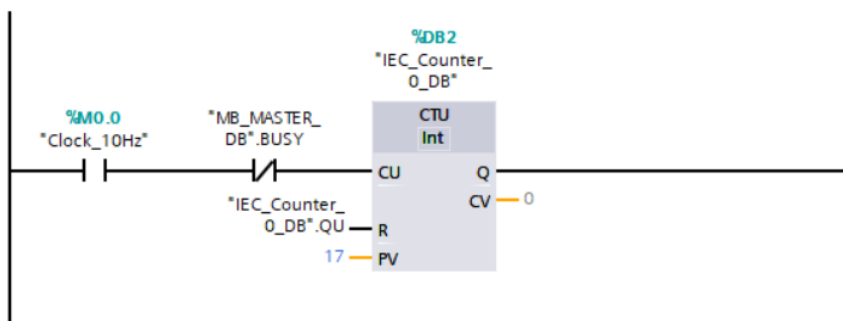 %DB2
"IEC_Counter_
0_DB"
%M0.0
"Clock_10Hz"
"MB_MASTER_
DB".BUSY
CTU
Int
CU
Q
CV
0
"IEC_Counter_
0_DB".QU
R
17
PV